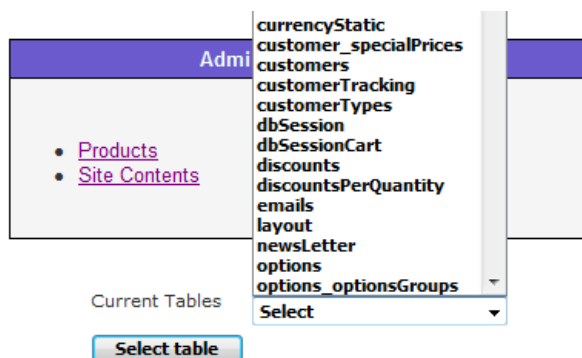 currencyStatic
customer_specialPrices
Admi
customers
customerTracking
customerTypes
dbSession
dbSessionCart
Products
discounts
Site Contents
discountsPerQuantity
emails
layout
newsLetter
options
options_optionsGroups
Current Tables
Select
Select table